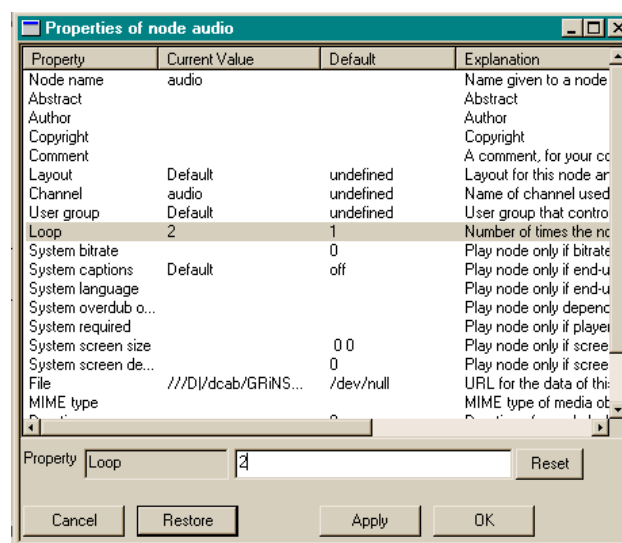 Properties of node audio
Property Current Value Default Explanation
Node name audio Name given to a node
Abstract Abstract
Author Author
Copyright Copyright
Comment A comment, for your co
Layout Default undefined Layout for this node an
Channel audio undefined Name of channel used
User group Default undefined User group that contro
Loop 2 1 Number of times the no
System bitrate 0 Play node only if bitrate
System captions Default off Play node only if end-u
System language Play node only if end-u
System overdub o... Play node only depend
System required Play node only if player
System screen size 0 0 Play node only if scree
System screen de... 0 Play node only if scree
File ///D|/dcab/GRiNS... /dev/null URL for the data of this
MIME type MIME type of media ob
Property Loop 2 Reset
Cancel Restore Apply OK